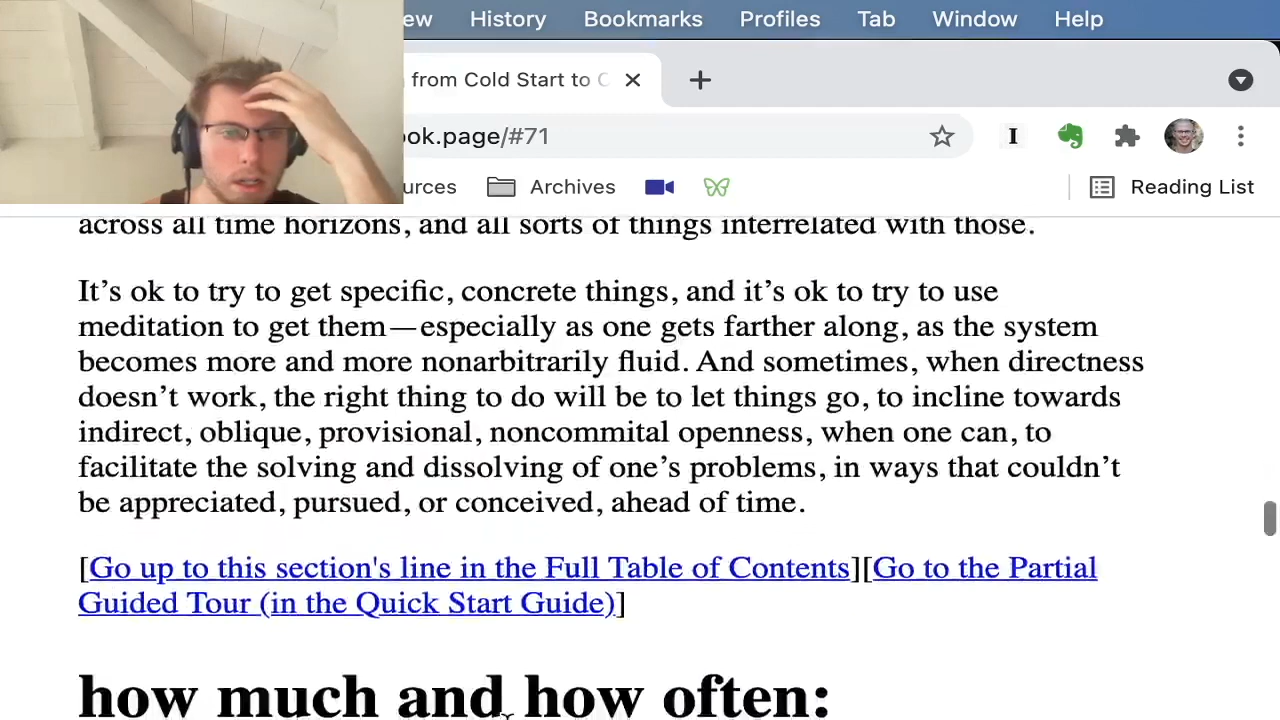 ew History Bookmarks Profiles Tab Window Help
from Cold Start to C
ook.page/#71
urces Archives Reading List
across all time horizons, and all sorts of things interrelated with those.
It’s ok to try to get specific, concrete things, and it’s ok to try to use
meditation to get them—especially as one gets farther along, as the system
becomes more and more nonarbitrarily fluid. And sometimes, when directness
doesn’t work, the right thing to do will be to let things go, to incline towards
indirect, oblique, provisional, noncommital openness, when one can, to
facilitate the solving and dissolving of one’s problems, in ways that couldn’t
be appreciated, pursued, or conceived, ahead of time.
[Go up to this section's line in the Full Table of Contents][Go to the Partial
Guided Tour (in the Quick Start Guide)]
how much and how often: